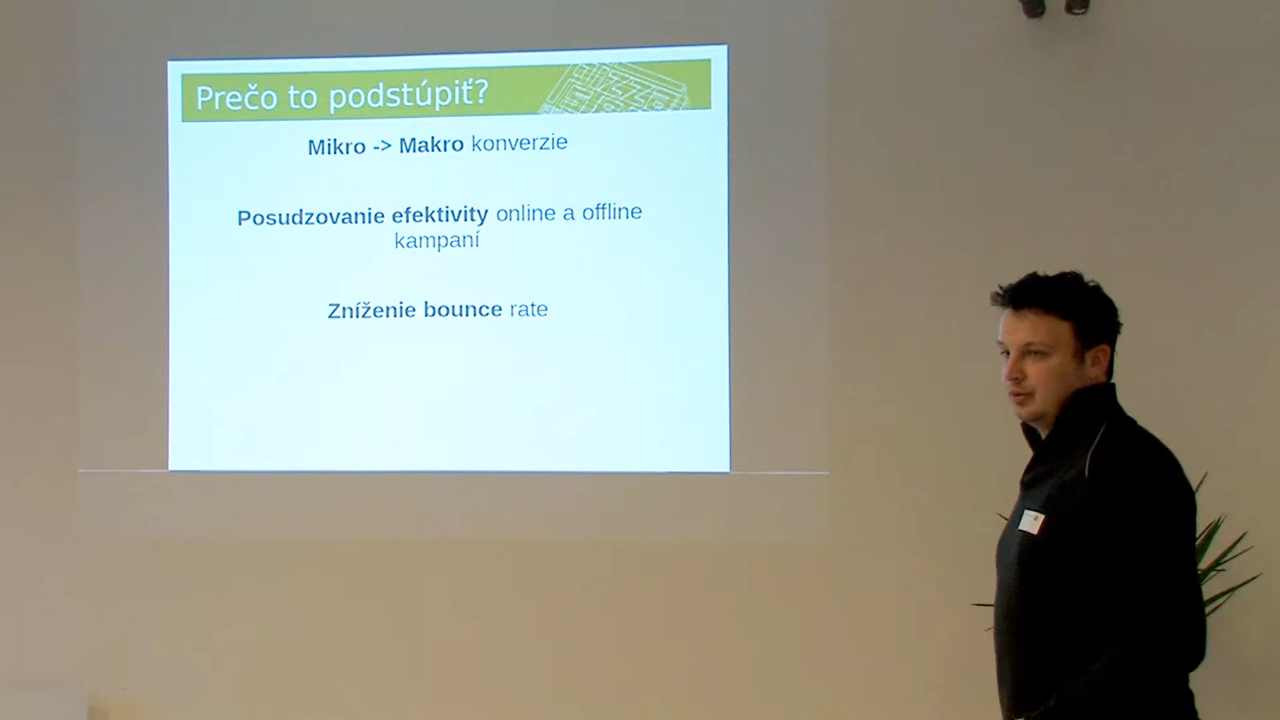 Prečo to podstúpiť?
Mikro -> Makro konverzie
Posudzovanie efektivity online a offline
kampaní
Zníženie bounce rate